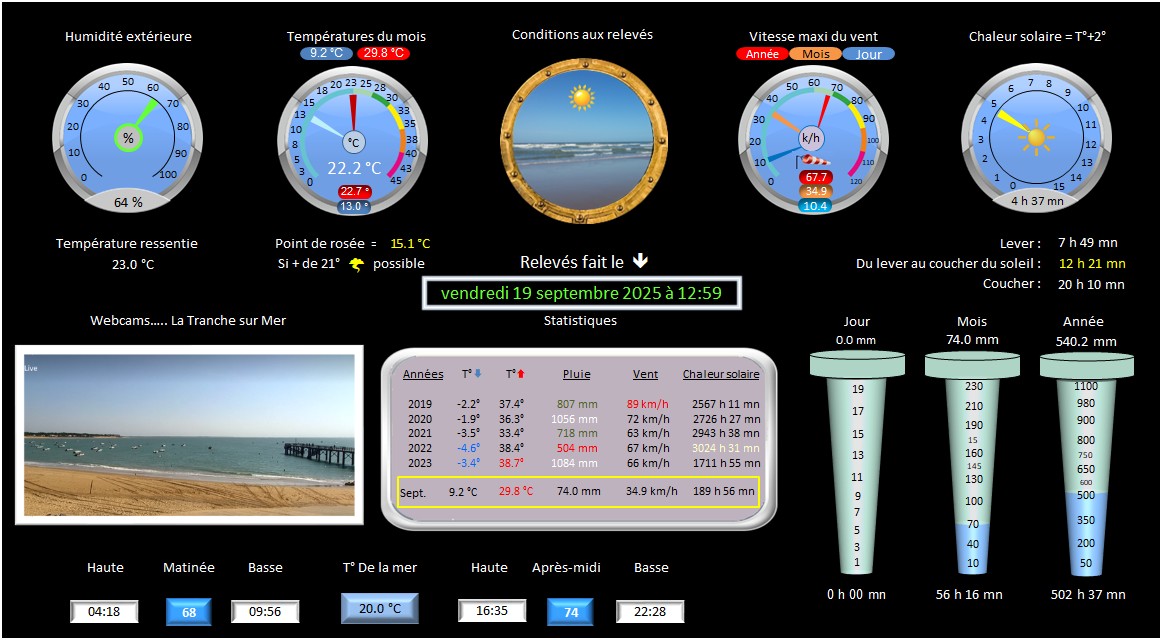 Humidité extérieure
Températures du mois
Conditions aux relevés
Vitesse maxi du vent
Chaleur solaire = T°+2°
9.2 °C 29.8 °C
Année Mois Jour
0 10 20 30 40 50 60 70 80 90 100
%
64 %
0 3 5 8 10 13 15 18 20 23 25 28 30 33 35 38 40 43 45
°C
22.2 °C
22.7 °
13.0 °
0 10 20 30 40 50 60 70 80 90 100 110 120
k/h
67.7
34.9
10.4
0 1 2 3 4 5 6 7 8 9 10 11 12 13 14 15
4 h 37 mn
Température ressentie
23.0 °C
Point de rosée = 15.1 °C
Si + de 21° possible
Relevés fait le
vendredi 19 septembre 2025 à 12:59
Lever : 7 h 49 mn
Du lever au coucher du soleil : 12 h 21 mn
Coucher : 20 h 10 mn
Webcams..... La Tranche sur Mer
Live
Statistiques
Années T° T° Pluie Vent Chaleur solaire
2019 -2.2° 37.4° 807 mm 89 km/h 2567 h 11 mn
2020 -1.9° 36.3° 1056 mm 72 km/h 2726 h 27 mn
2021 -3.5° 33.4° 718 mm 63 km/h 2943 h 38 mn
2022 -4.6° 38.4° 504 mm 67 km/h 3024 h 31 mn
2023 -3.4° 38.7° 1084 mm 66 km/h 1711 h 55 mn
Sept. 9.2 °C 29.8 °C 74.0 mm 34.9 km/h 189 h 56 mn
Jour
0.0 mm
19
17
15
13
11
9
7
5
3
1
0 h 00 mn
Mois
74.0 mm
230
210
190
15
160
145
130
100
70
40
10
56 h 16 mn
Année
540.2 mm
1100
980
900
800
750
650
600
500
350
200
50
502 h 37 mn
Haute Matinée Basse T° De la mer Haute Après-midi Basse
04:18 68 09:56 20.0 °C 16:35 74 22:28